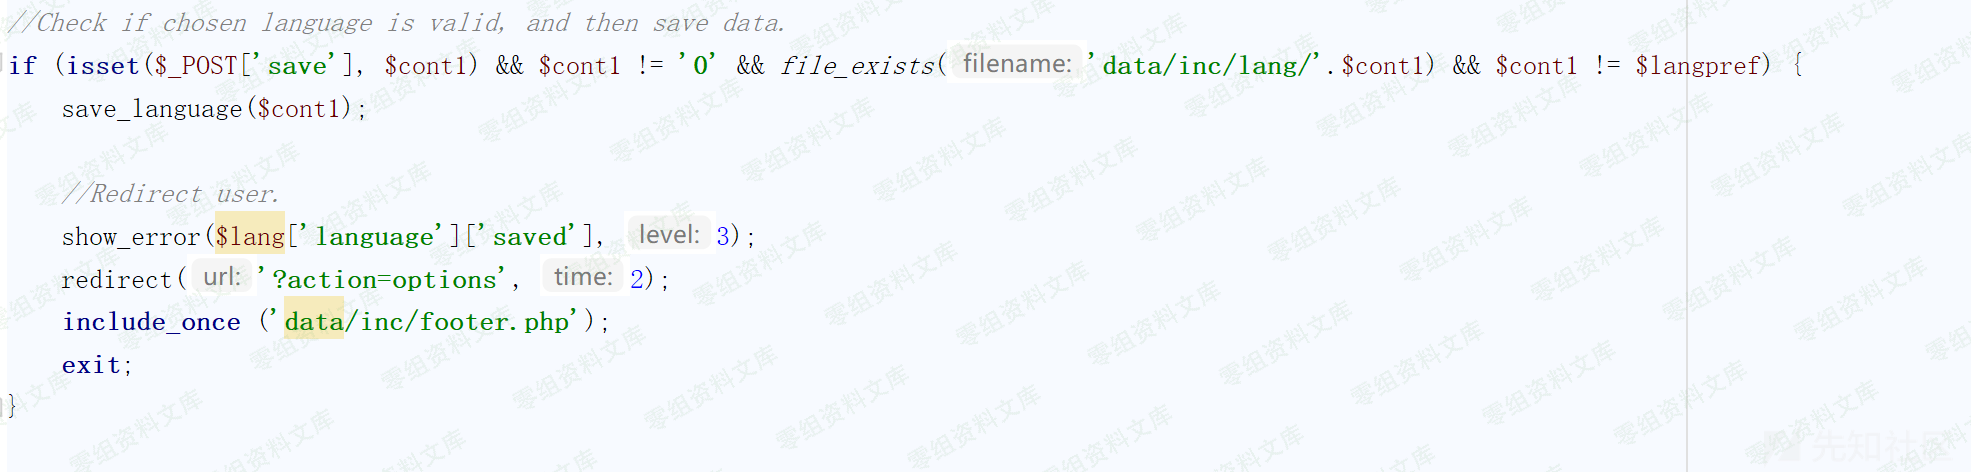 //Check if chosen language is valid, and then save data.
if (isset($_POST['save'], $cont1) && $cont1 != '0' && file_exists( filename: 'data/inc/lang/'.$cont1) && $cont1 != $langpref) {
save_language($cont1);
//Redirect user.
show_error($lang['language']['saved'], level: 3);
redirect( url: '?action=options', time: 2);
include_once ('data/inc/footer.php');
exit;
}
零组资料文库
先知社区